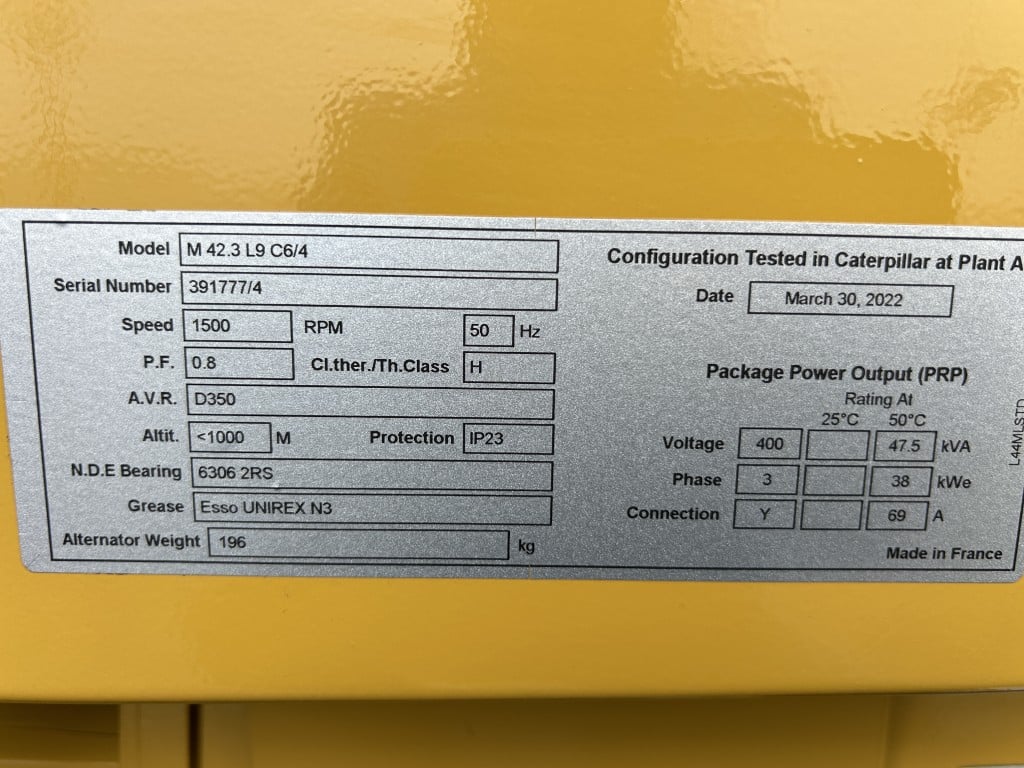 Model M 42.3 L9 C6/4
Serial Number 391777/4
Speed 1500 RPM 50 Hz
P.F. 0.8 Cl.ther./Th.Class H
A.V.R. D350
Altit. <1000 M Protection IP23
N.D.E Bearing 6306 2RS
Grease Esso UNIREX N3
Alternator Weight 196 kg
Configuration Tested in Caterpillar at Plant A
Date March 30, 2022
Package Power Output (PRP)
Rating At
25°C 50°C
Voltage 400 47.5 kVA
Phase 3 38 kWe
Connection Y 69 A
Made in France
L44MLSTD